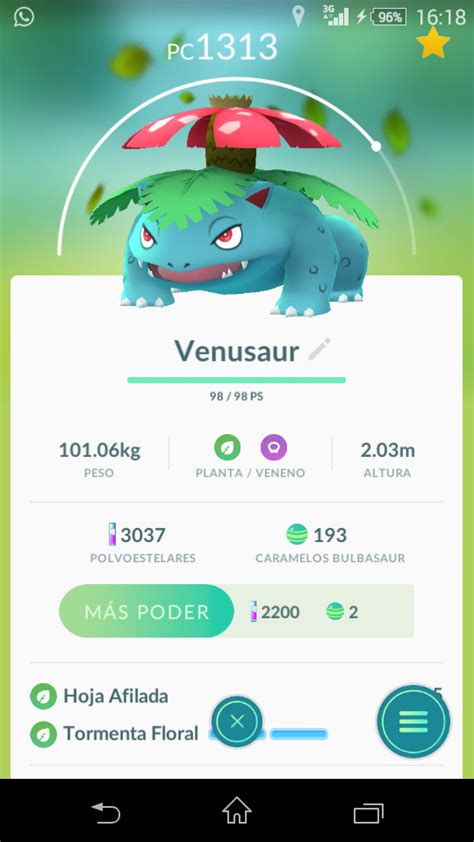 3G 96% 16:18
PC1313
Venusaur
98 / 98 PS
101.06kg 2.03m
PESO PLANTA / VENENO ALTURA
3037 193
POLVOESTELARES CARAMELOS BULBASAUR
MÁS PODER 2200 2
Hoja Afilada
Tormenta Floral